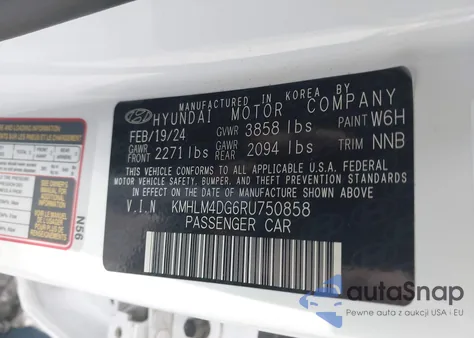 MANUFACTURED IN KOREA BY
HYUNDAI MOTOR COMPANY
FEB/19/24 GVWR 3858 lbs PAINT W6H
GAWR FRONT 2271 lbs GAWR REAR 2094 lbs TRIM NNB
THIS VEHICLE CONFORMS TO ALL APPLICABLE U.S.A. FEDERAL
MOTOR VEHICLE SAFETY, BUMPER, AND THEFT PREVENTION STANDARDS
IN EFFECT ON THE DATE OF MANUFACTURE SHOWN ABOVE.
V.I.N KMHLM4DG6RU750858
PASSENGER CAR
N56
AND LOADING INFORMATION
autoSnap
Pewne auta z aukcji USA i EU